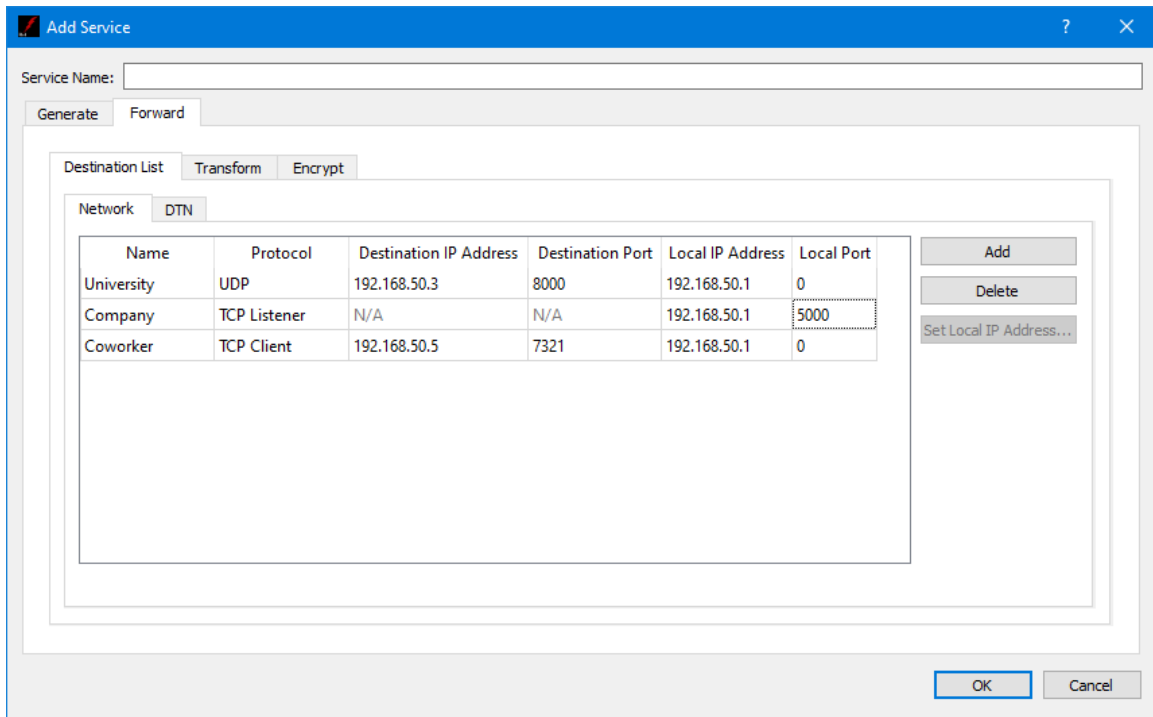 Add Service ?
Service Name:
Generate Forward
Destination List Transform Encrypt
Network DTN
Name Protocol Destination IP Address Destination Port Local IP Address Local Port Add
University UDP 192.168.50.3 8000 192.168.50.1 0 Delete
Company TCP Listener N/A N/A 192.168.50.1 5000 Set Local IP Address...
Coworker TCP Client 192.168.50.5 7321 192.168.50.1 0
OK Cancel